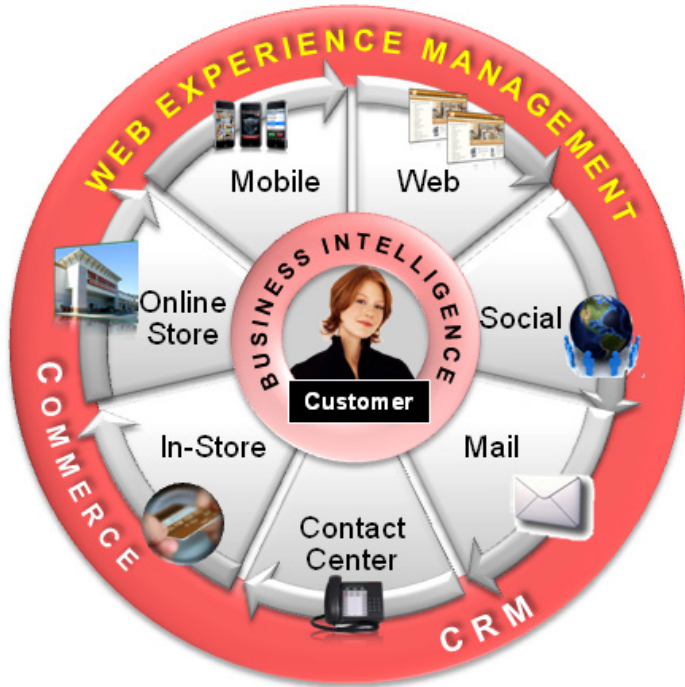 WEB EXPERIENCE MANAGEMENT
Mobile
Web
BUSINESS INTELLIGENCE
Online
Store
Social
Customer
COMMERCE
In-Store
Mail
Contact
Center
CRM